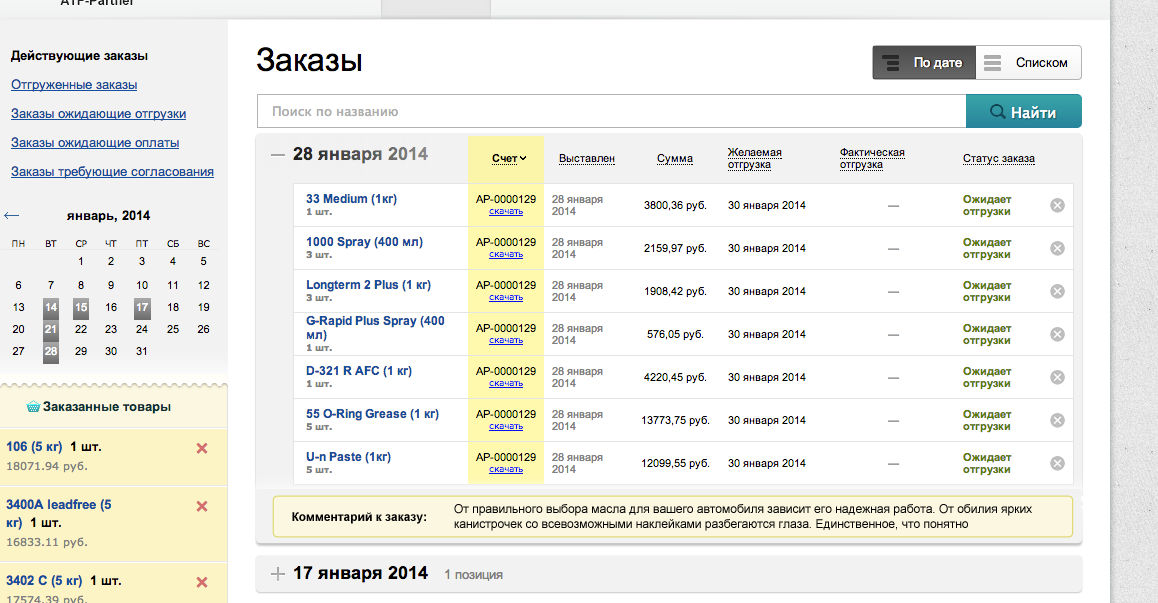 ATF-Partner
Действующие заказы
Отгруженные заказы
Заказы ожидающие отгрузки
Заказы ожидающие оплаты
Заказы требующие согласования
январь, 2014
ПН ВТ СР ЧТ ПТ СБ ВС
1 2 3 4 5
6 7 8 9 10 11 12
13 14 15 16 17 18 19
20 21 22 23 24 25 26
27 28 29 30 31
Заказанные товары
106 (5 кг) 1 шт.
18071.94 руб.
3400A leadfree (5
кг) 1 шт.
16833.11 руб.
3402 C (5 кг) 1 шт.
17574.39 руб.
Заказы
По дате Списком
Поиск по названию Найти
28 января 2014 Счет Выставлен Сумма Желаемая отгрузка Фактическая отгрузка Статус заказа
33 Medium (1кг) AP-0000129 28 января 3800,36 руб. 30 января 2014 — Ожидает
1 шт. скачать 2014 отгрузки
1000 Spray (400 мл) AP-0000129 28 января 2159,97 руб. 30 января 2014 — Ожидает
3 шт. скачать 2014 отгрузки
Longterm 2 Plus (1 кг) AP-0000129 28 января 1908,42 руб. 30 января 2014 — Ожидает
3 шт. скачать 2014 отгрузки
G-Rapid Plus Spray (400 AP-0000129 28 января 576,05 руб. 30 января 2014 — Ожидает
мл) скачать 2014 отгрузки
1 шт.
D-321 R AFC (1 кг) AP-0000129 28 января 4220,45 руб. 30 января 2014 — Ожидает
1 шт. скачать 2014 отгрузки
55 O-Ring Grease (1 кг) AP-0000129 28 января 13773,75 руб. 30 января 2014 — Ожидает
5 шт. скачать 2014 отгрузки
U-n Paste (1кг) AP-0000129 28 января 12099,55 руб. 30 января 2014 — Ожидает
5 шт. скачать 2014 отгрузки
Комментарий к заказу: От правильного выбора масла для вашего автомобиля зависит его надежная работа. От обилия ярких
канистрочек со всевозможными наклейками разбегаются глаза. Единственное, что понятно
17 января 2014 1 позиция